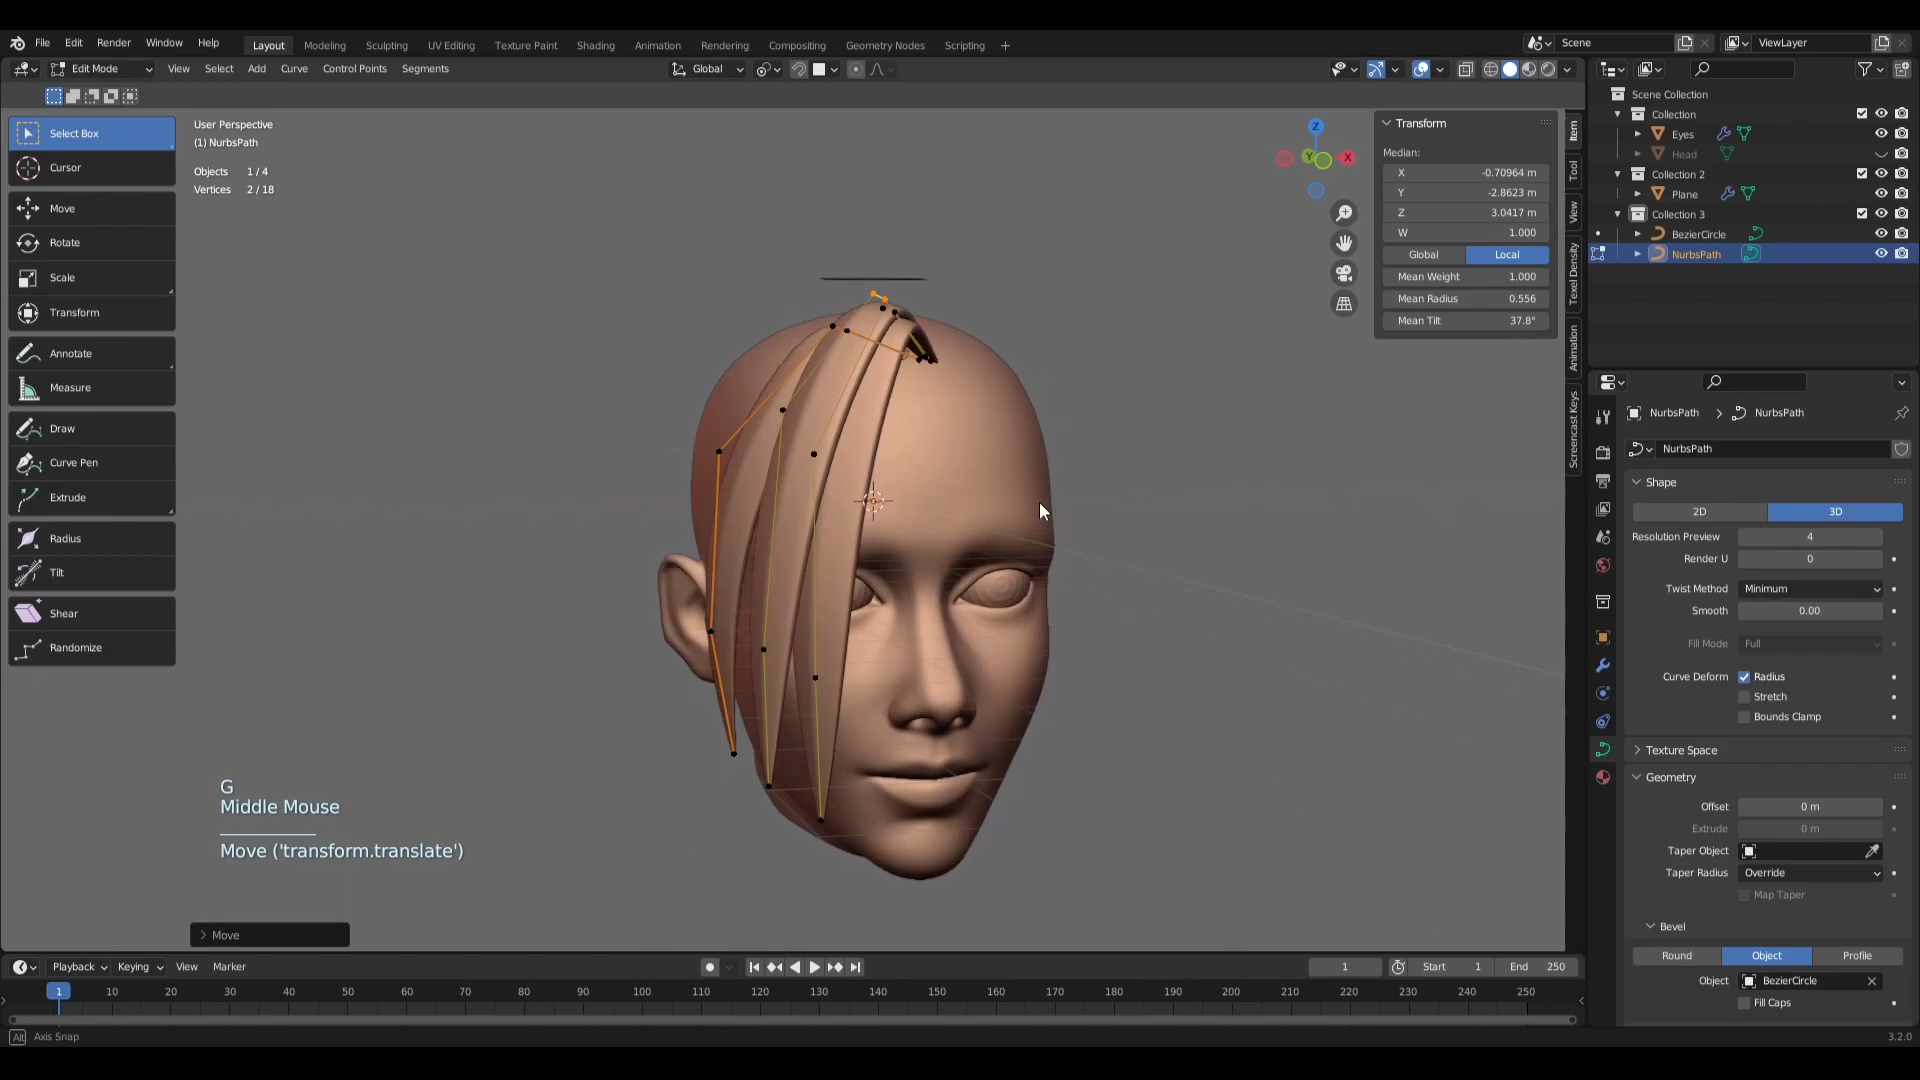 File Edit Render Window Help Layout Modeling Sculpting UV Editing Texture Paint Shading Animation Rendering Compositing Geometry Nodes Scripting + Scene ViewLayer
Edit Mode View Select Add Curve Control Points Segments Global
Select Box
Cursor
Move
Rotate
Scale
Transform
Annotate
Measure
Draw
Curve Pen
Extrude
Radius
Tilt
Shear
Randomize
User Perspective
(1) NurbsPath
Objects 1 / 4
Vertices 2 / 18
Z
Y
X
Transform
Median:
X -0.70964 m
Y -2.8623 m
Z 3.0417 m
W 1.000
Global Local
Mean Weight 1.000
Mean Radius 0.556
Mean Tilt 37.8°
Item
Tool
View
Texel Density
Animation
Screencast Keys
Scene Collection
Collection
Eyes
Head
Collection 2
Plane
Collection 3
BezierCircle
NurbsPath
NurbsPath > NurbsPath
NurbsPath
Shape
2D 3D
Resolution Preview 4
Render U 0
Twist Method Minimum
Smooth 0.00
Fill Mode Full
Curve Deform Radius
Stretch
Bounds Clamp
Texture Space
Geometry
Offset 0 m
Extrude 0 m
Taper Object
Taper Radius Override
Map Taper
Bevel
Round Object Profile
Object BezierCircle
Fill Caps
G
Middle Mouse
Move ('transform.translate')
Move
Playback Keying View Marker 1 Start 1 End 250
1 10 20 30 40 50 60 70 80 90 100 110 120 130 140 150 160 170 180 190 200 210 220 230 240 250
Alt Axis Snap 3.2.0